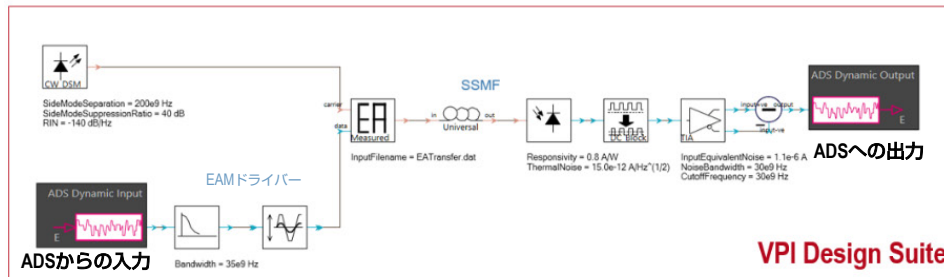 CW_DSM
SideModeSeparation = 200e9 Hz
SideModeSuppressionRatio = 40 dB
RIN = -140 dB/Hz
carrier
data
EA
Measured
InputFilename = EATransfer.dat
SSMF
in
out
Universal
Responsivity = 0.8 A/W
ThermalNoise = 15.0e-12 A/Hz^(1/2)
DC_Block
TIA
InputEquivalentNoise = 1.1e-6 A
NoiseBandwidth = 30e9 Hz
CutoffFrequency = 30e9 Hz
input+ve
output
input-ve
ADS Dynamic Output
E
ADSへの出力
EAMドライバー
ADS Dynamic Input
E
ADSからの入力
Bandwidth = 35e9 Hz
VPI Design Suite